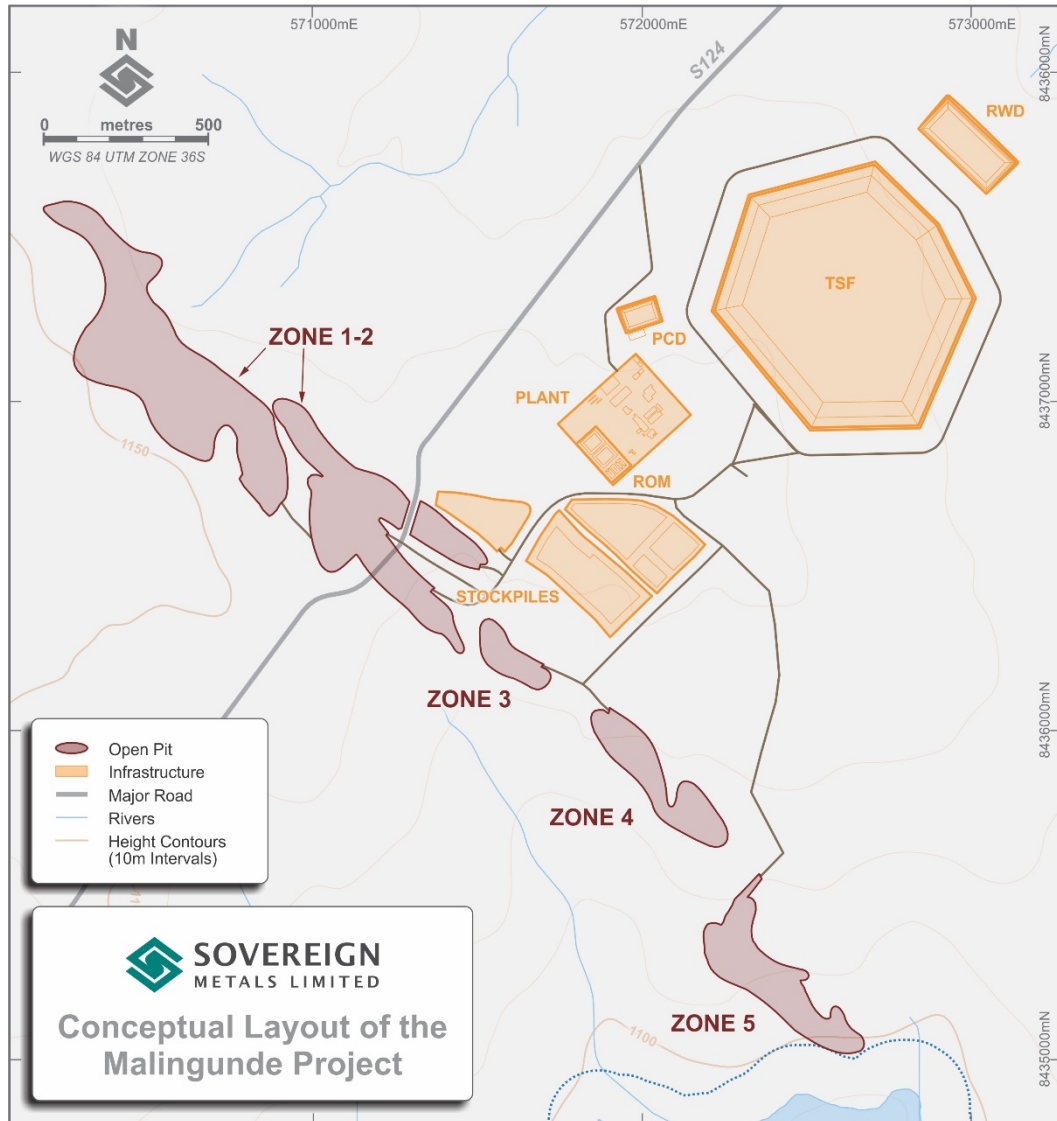 571000mE
572000mE
573000mE
8436000mN
N
0 metres 500
WGS 84 UTM ZONE 36S
S124
RWD
TSF
PCD
ZONE 1-2
PLANT
8437000mN
1150
ROM
STOCKPILES
ZONE 3
8436000mN
ZONE 4
Open Pit
Infrastructure
Major Road
Rivers
Height Contours
(10m Intervals)
ZONE 5
1100
8435000mN
SOVEREIGN
METALS LIMITED
Conceptual Layout of the
Malingunde Project